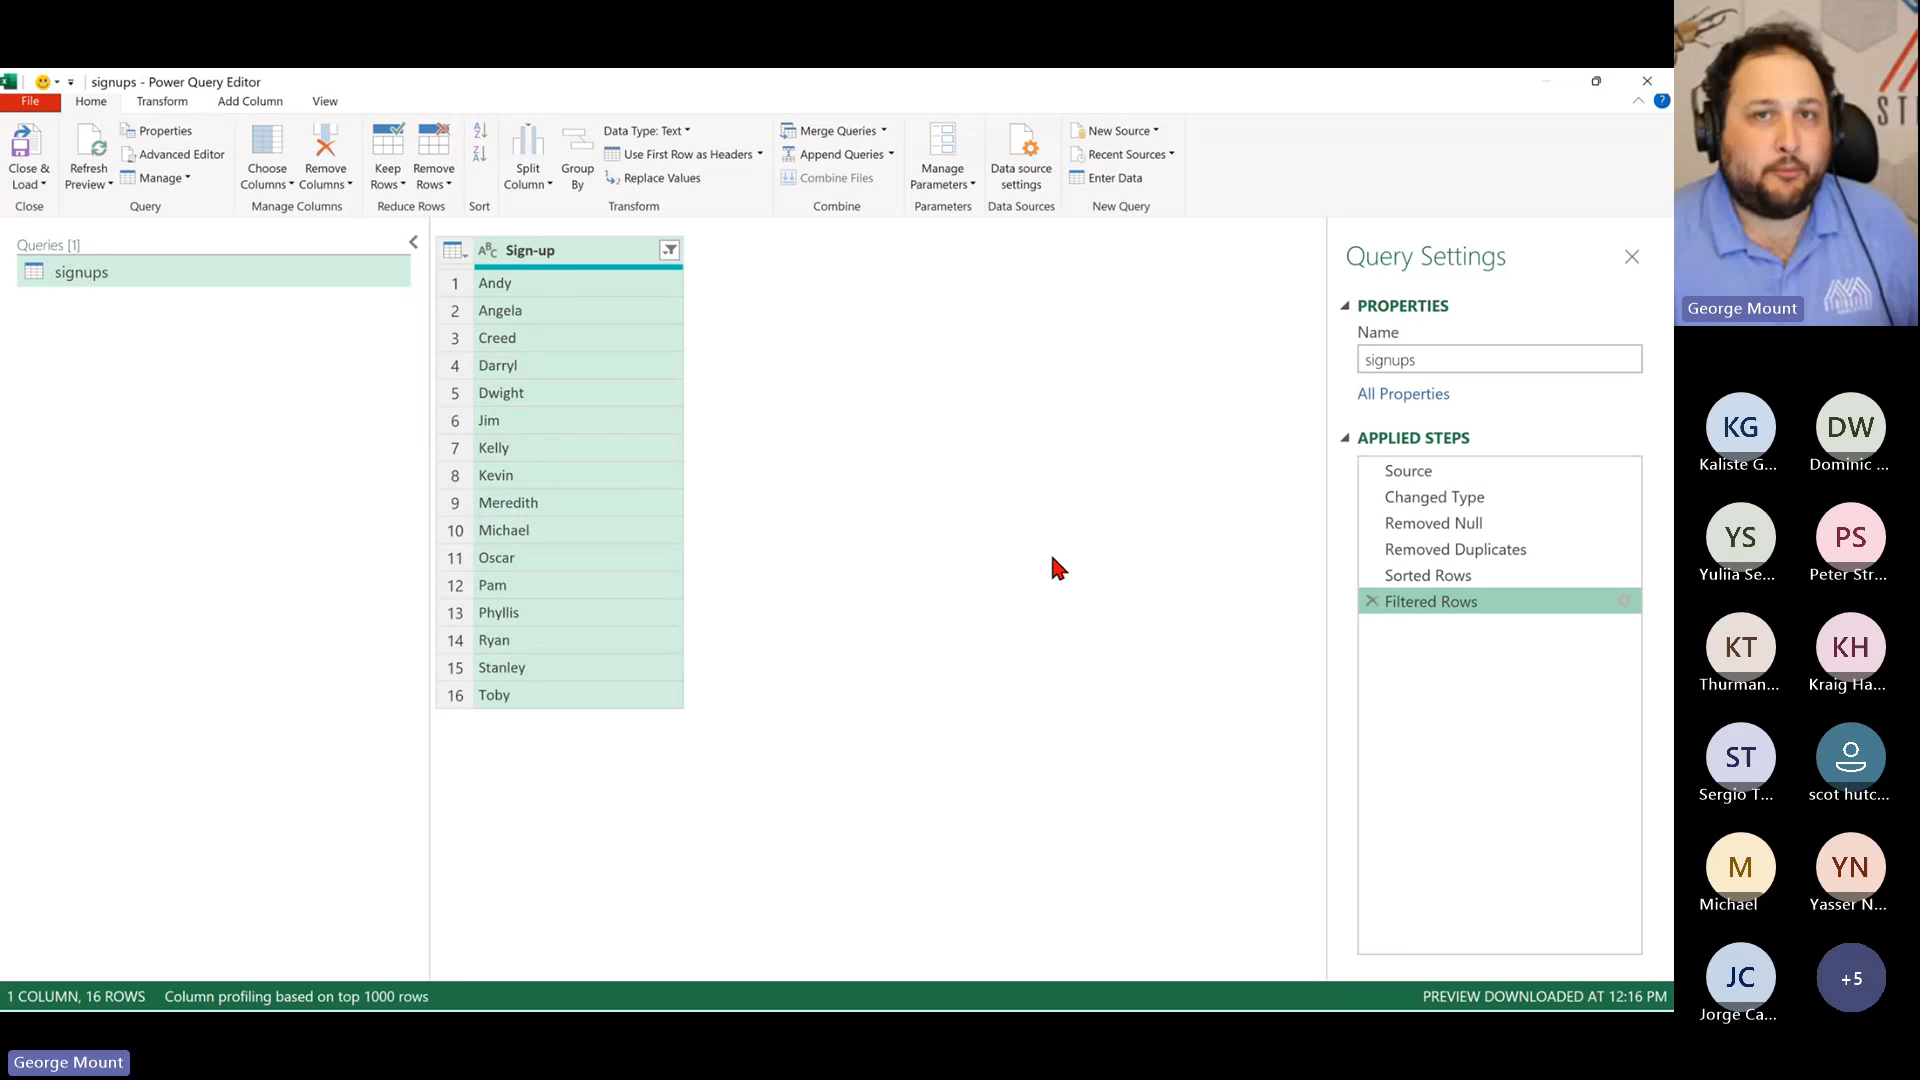 signups - Power Query Editor
File
Home
Transform
Add Column
View
Close &
Load
Close
Refresh
Preview
Properties
Advanced Editor
Manage
Query
Choose
Columns
Remove
Columns
Manage Columns
Keep
Rows
Remove
Rows
Reduce Rows
A
Z
Z
A
Sort
Split
Column
Group
By
Data Type: Text
Use First Row as Headers
1
2
Replace Values
Transform
Merge Queries
Append Queries
Combine Files
Combine
Manage
Parameters
Parameters
Data source
settings
Data Sources
New Source
Recent Sources
Enter Data
New Query
?
Queries [1]
signups
ABC
Sign-up
1 Andy
2 Angela
3 Creed
4 Darryl
5 Dwight
6 Jim
7 Kelly
8 Kevin
9 Meredith
10 Michael
11 Oscar
12 Pam
13 Phyllis
14 Ryan
15 Stanley
16 Toby
Query Settings
PROPERTIES
Name
signups
All Properties
APPLIED STEPS
Source
Changed Type
Removed Null
Removed Duplicates
Sorted Rows
Filtered Rows
1 COLUMN, 16 ROWS
Column profiling based on top 1000 rows
PREVIEW DOWNLOADED AT 12:16 PM
George Mount
ST
George Mount
KG
Kaliste G...
DW
Dominic ...
YS
Yuliia Se...
PS
Peter Str...
KT
Thurman...
KH
Kraig Ha...
ST
Sergio T...
scot hutc...
M
Michael
YN
Yasser N...
JC
Jorge Ca...
+5